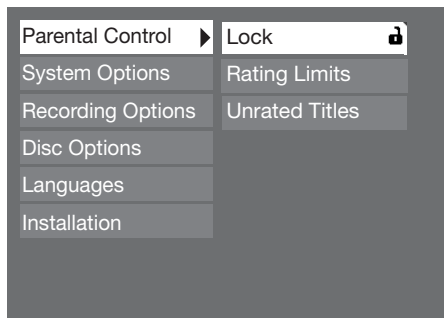 Parental Control
System Options
Recording Options
Disc Options
Languages
Installation
Lock
Rating Limits
Unrated Titles